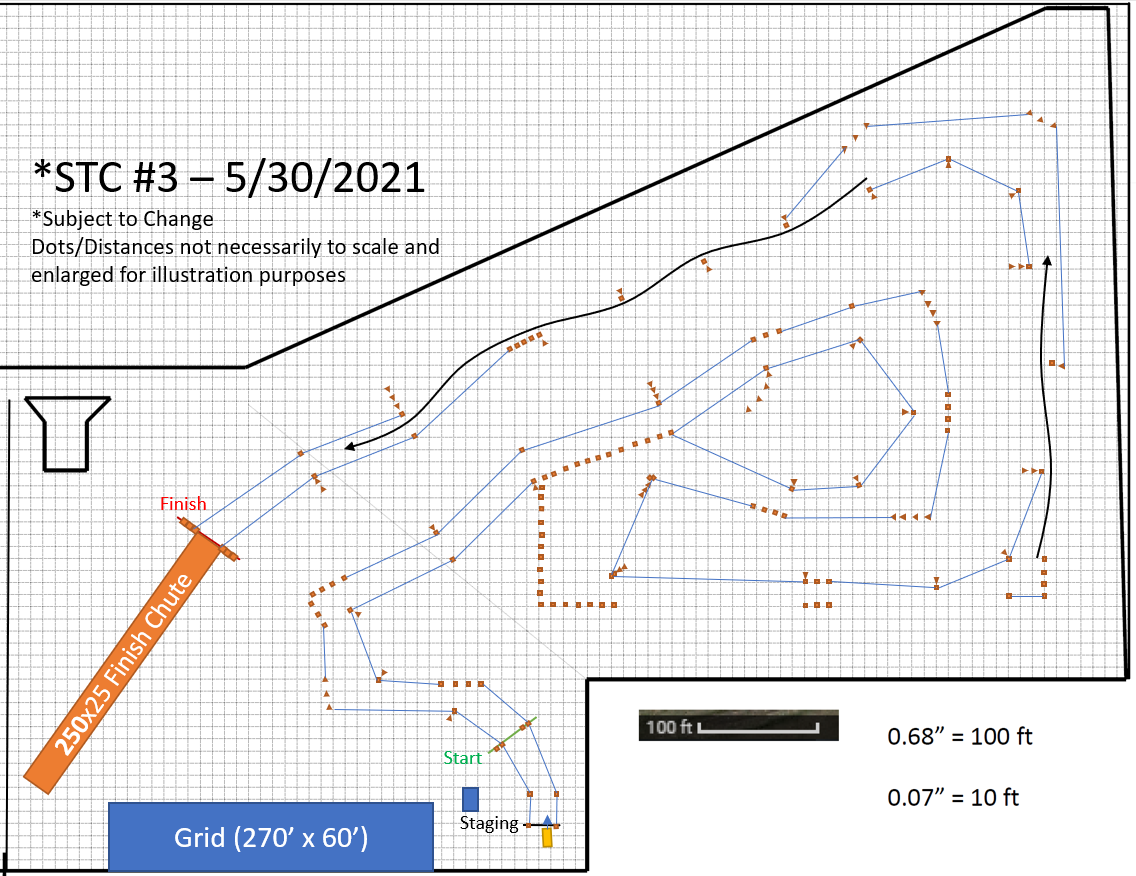 *STC #3 – 5/30/2021
*Subject to Change
Dots/Distances not necessarily to scale and
enlarged for illustration purposes
Finish
250x25 Finish Chute
Start
Staging
Grid (270’ x 60’)
100 ft
0.68” = 100 ft
0.07” = 10 ft